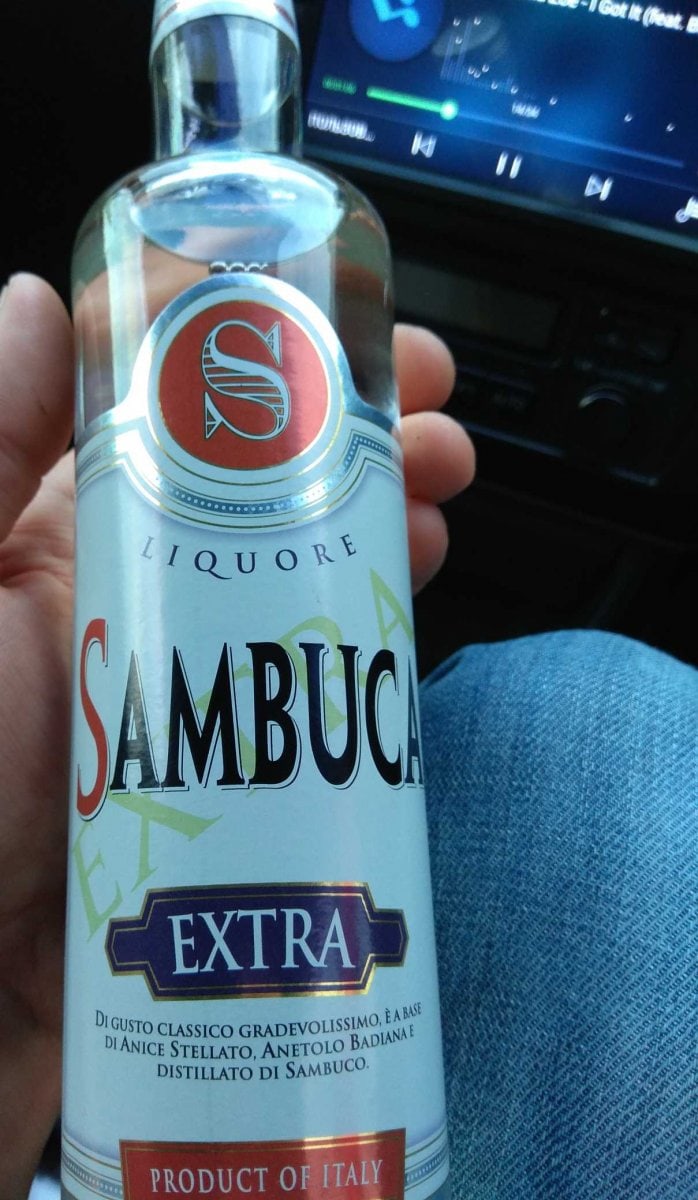 - I Got It (feat. B
S
LIQUORE
EXTRA
SAMBUCA
EXTRA
DI GUSTO CLASSICO GRADEVOLISSIMO, È A BASE
DI ANICE STELLATO, ANETOLO BADIANA E
DISTILLATO DI SAMBUCO.
PRODUCT OF ITALY